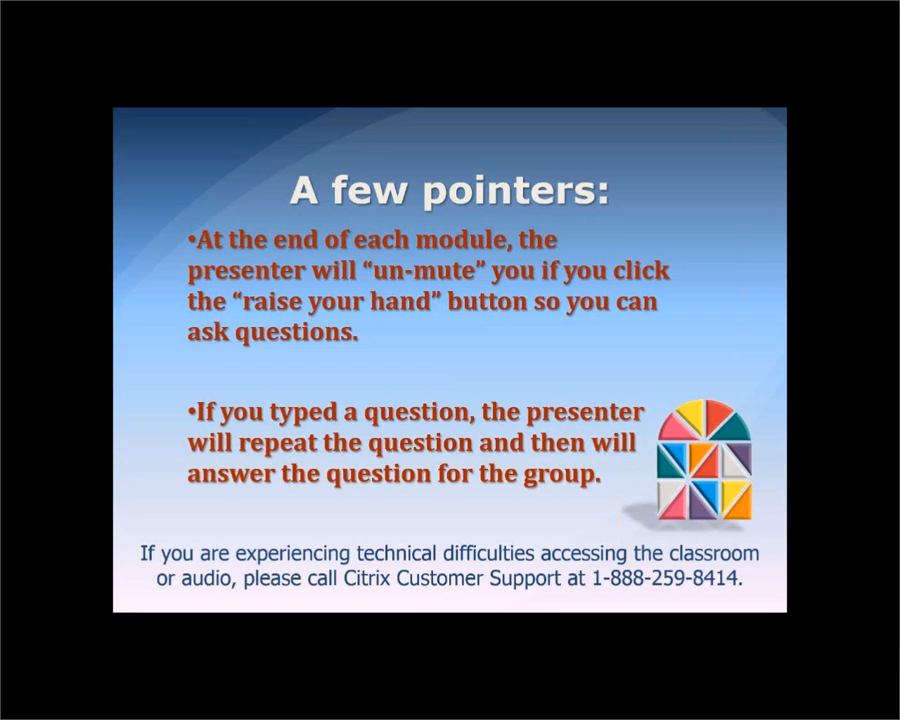 A few pointers:
•At the end of each module, the
presenter will “un-mute” you if you click
the “raise your hand” button so you can
ask questions.
•If you typed a question, the presenter
will repeat the question and then will
answer the question for the group.
If you are experiencing technical difficulties accessing the classroom
or audio, please call Citrix Customer Support at 1-888-259-8414.